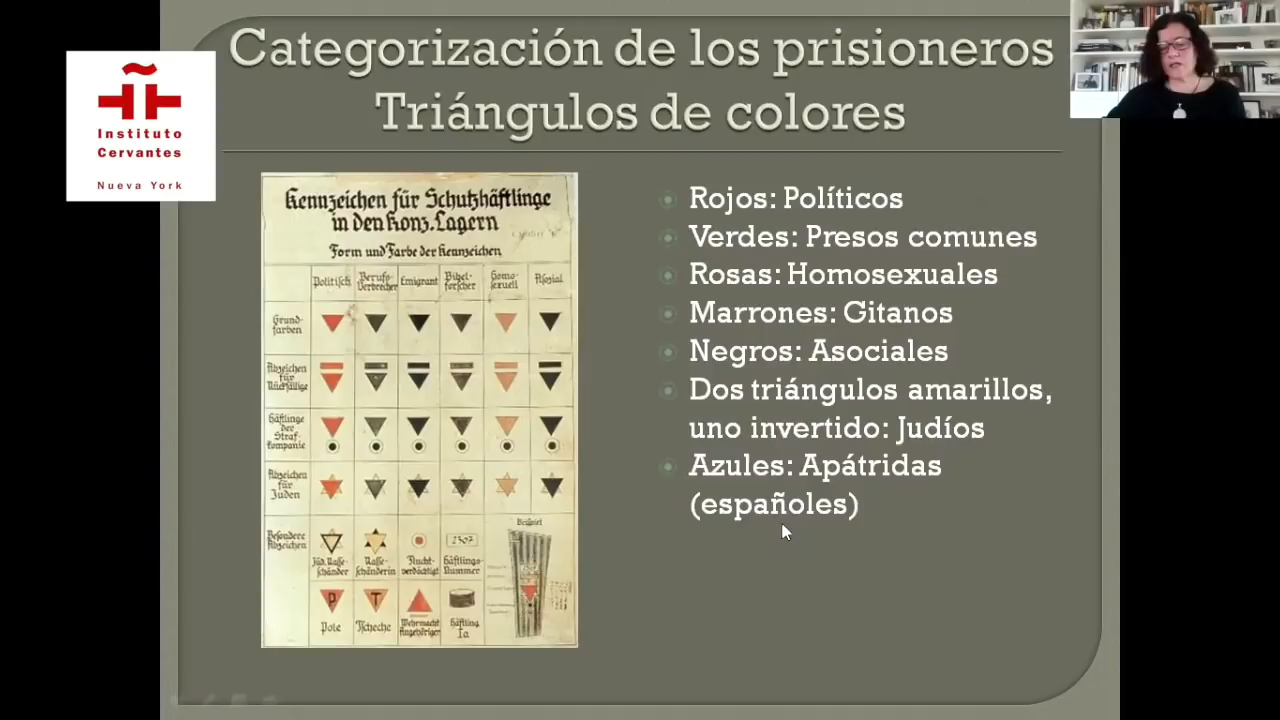 Categorización de los prisioneros
Triángulos de colores
Instituto
Cervantes
Nueva York
Kennzeichen für Schutzhäftlinge
in den Konz.Lagern
Form und Farbe der Kennzeichen
Politisch
Berufs-
Verbrecher
Emigrant
Bibel-
forscher
Homo-
sexuell
Asozial
Grund-
farben
Abzeichen
für
Rückfällige
Häftlinge
der
Straf-
kompanie
Abzeichen
für
Juden
Besondere
Abzeichen
Jüd. Rasse-
schänder
Rasse-
schänderin
Flucht-
verdächtigt
2307
Häftlings-
Nummer
Beispiel
P
Pole
T
Tscheche
Wehrmacht
Angehöriger
Häftling
Ia
Rojos: Políticos
Verdes: Presos comunes
Rosas: Homosexuales
Marrones: Gitanos
Negros: Asociales
Dos triángulos amarillos,
uno invertido: Judíos
Azules: Apátridas
(españoles)